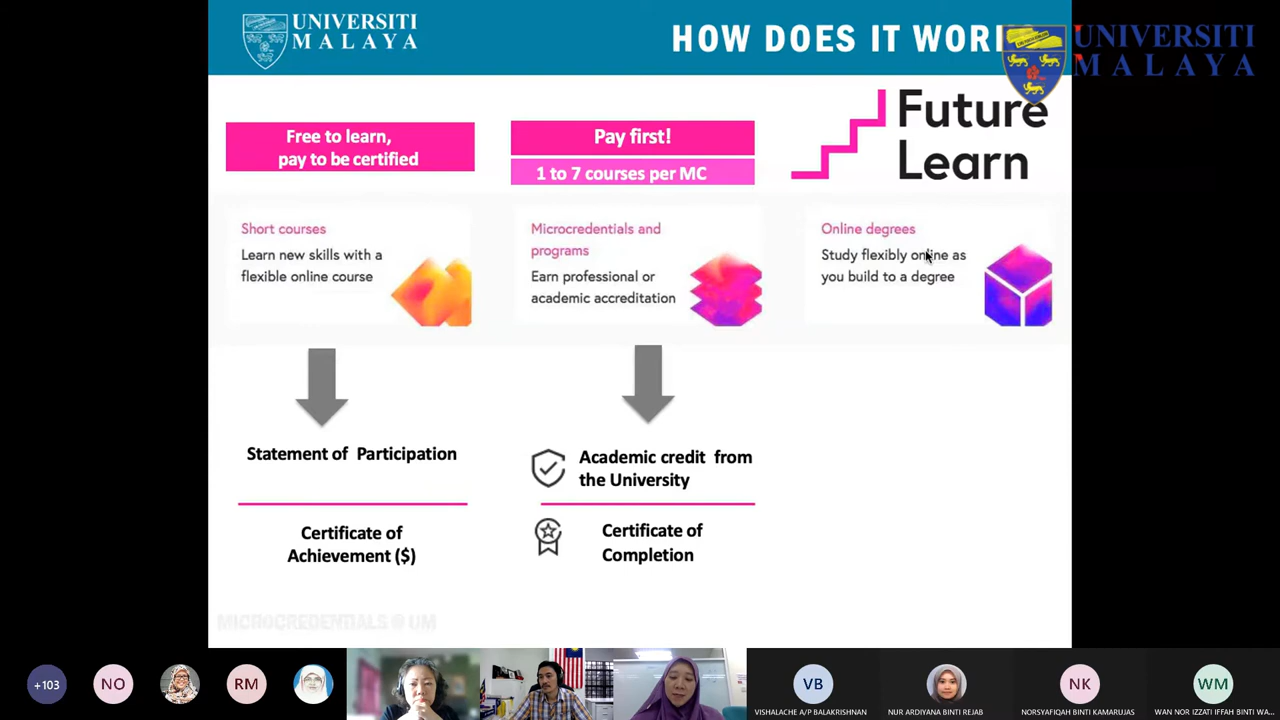 UNIVERSITI
MALAYA
HOW DOES IT WORK
UNIVERSITI
MALAYA
Future
Learn
Free to learn,
pay to be certified
Pay first!
1 to 7 courses per MC
Short courses
Learn new skills with a
flexible online course
Microcredentials and
programs
Earn professional or
academic accreditation
Online degrees
Study flexibly online as
you build to a degree
Statement of Participation
Certificate of
Achievement ($)
Academic credit from
the University
Certificate of
Completion
MICROCREDENTIALS @ UM
+103
NO
RM
VB
VISHALACHE A/P BALAKRISHNAN
NUR ARDIYANA BINTI REJAB
NK
NORSYAFIQAH BINTI KAMARUJAS
WM
WAN NOR IZZATI IFFAH BINTI WA...